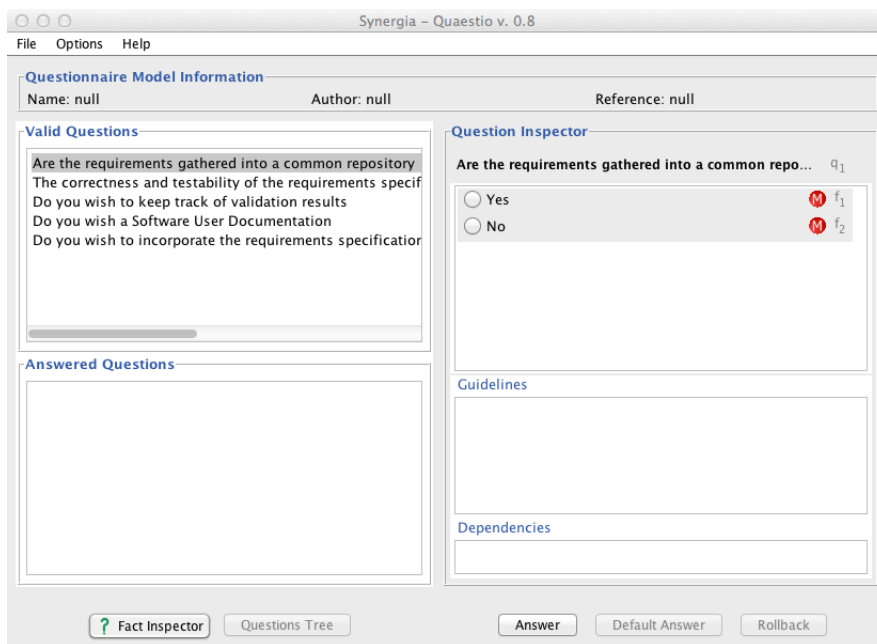 Synergia – Quaestio v. 0.8
File Options Help
Questionnaire Model Information
Name: null Author: null Reference: null
Valid Questions
Are the requirements gathered into a common repository
The correctness and testability of the requirements specif
Do you wish to keep track of validation results
Do you wish a Software User Documentation
Do you wish to incorporate the requirements specification
Answered Questions
Question Inspector
Are the requirements gathered into a common repo... q1
Yes M f1
No M f2
Guidelines
Dependencies
? Fact Inspector Questions Tree Answer Default Answer Rollback